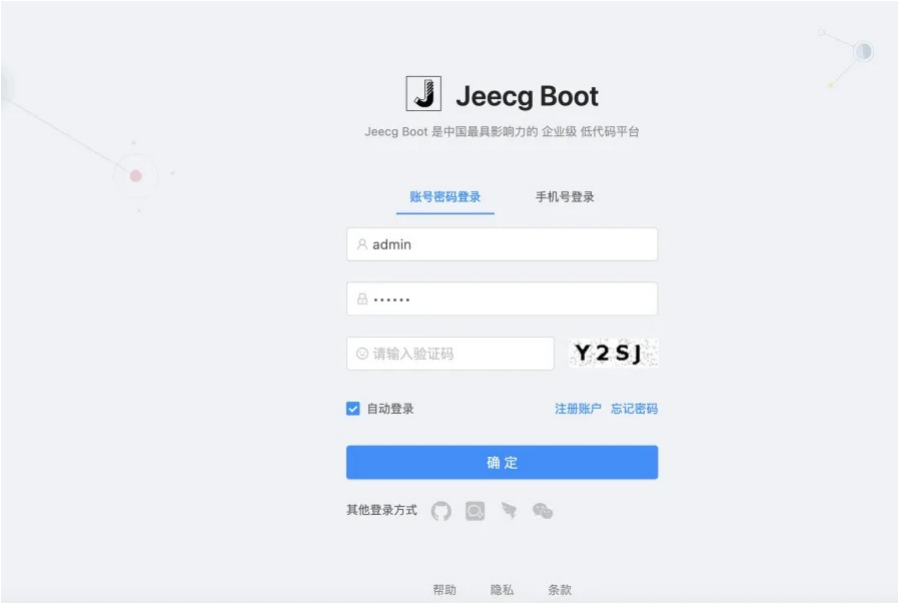 Jeecg Boot
Jeecg Boot 是中国最具影响力的 企业级 低代码平台
账号密码登录 手机号登录
admin
••••••
请输入验证码 Y2SJ
自动登录 注册账户 忘记密码
确 定
其他登录方式
帮助 隐私 条款